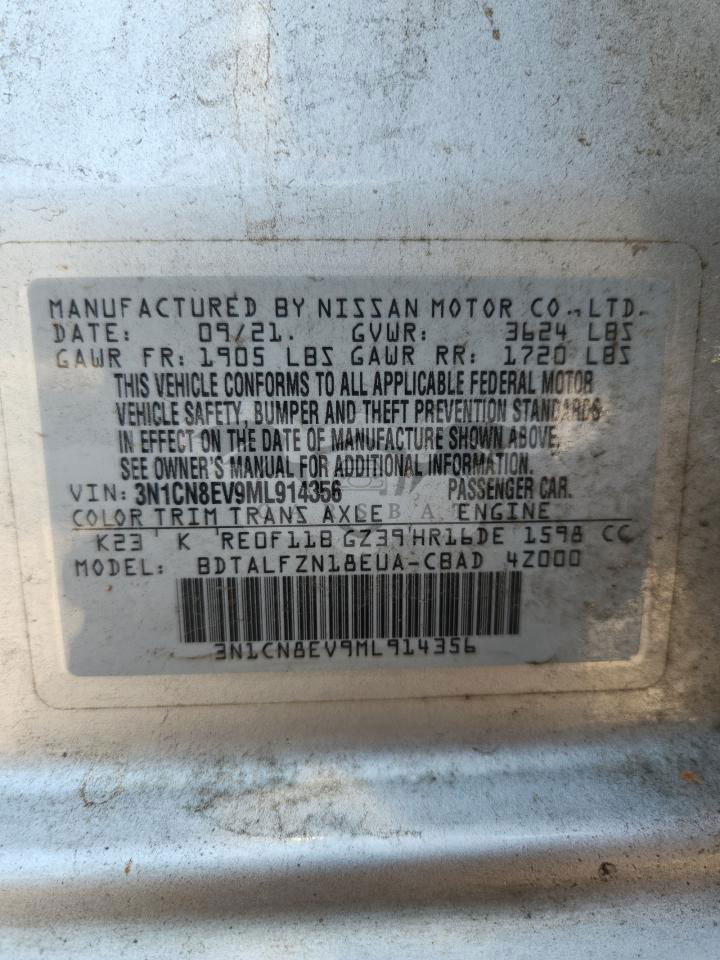 MANUFACTURED BY NISSAN MOTOR CO., LTD.
DATE: 09/21. GVWR: 3624 LBS
GAWR FR: 1905 LBS GAWR RR: 1720 LBS
THIS VEHICLE CONFORMS TO ALL APPLICABLE FEDERAL MOTOR
VEHICLE SAFETY, BUMPER AND THEFT PREVENTION STANDARDS
IN EFFECT ON THE DATE OF MANUFACTURE SHOWN ABOVE.
SEE OWNER'S MANUAL FOR ADDITIONAL INFORMATION.
VIN: 3N1CN8EV9ML914356 PASSENGER CAR.
COLOR TRIM TRANS AXLE ENGINE
K23 K RE0F11B GZ39 HR16DE 1598 CC
MODEL: BDTALFZN18EUA-CBAD 4Z000
3N1CN8EV9ML914356